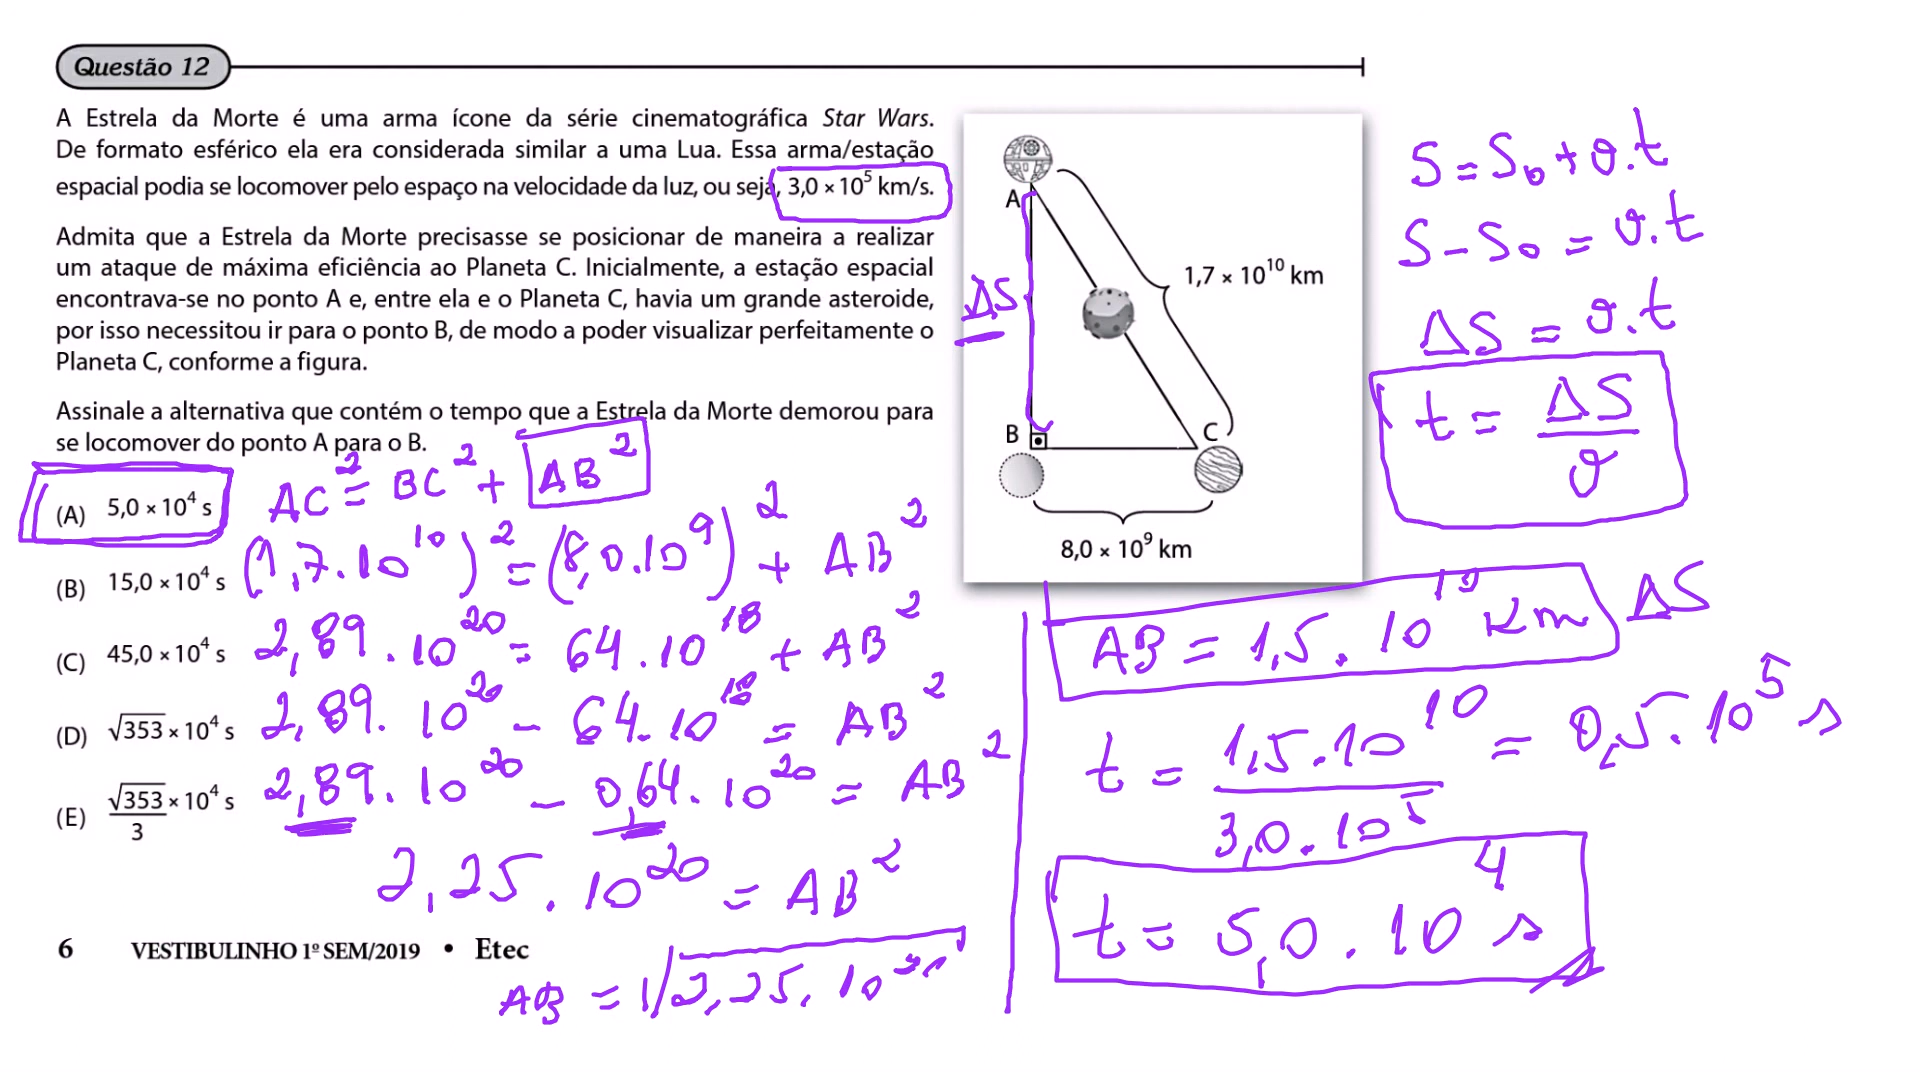 Questão 12
A Estrela da Morte é uma arma ícone da série cinematográfica Star Wars.
De formato esférico ela era considerada similar a uma Lua. Essa arma/estação
espacial podia se locomover pelo espaço na velocidade da luz, ou seja, 3,0 × 10⁵ km/s.
Admita que a Estrela da Morte precisasse se posicionar de maneira a realizar
um ataque de máxima eficiência ao Planeta C. Inicialmente, a estação espacial
encontrava-se no ponto A e, entre ela e o Planeta C, havia um grande asteroide,
por isso necessitou ir para o ponto B, de modo a poder visualizar perfeitamente o
Planeta C, conforme a figura.
Assinale a alternativa que contém o tempo que a Estrela da Morte demorou para
se locomover do ponto A para o B.
(A) 5,0 × 10⁴ s
(B) 15,0 × 10⁴ s
(C) 45,0 × 10⁴ s
(D) √353 × 10⁴ s
(E) √353/3 × 10⁴ s
AC² = BC² + AB²
(1,7.10¹⁰)² = (8,0.10⁹)² + AB²
2,89.10²⁰ = 64.10¹⁸ + AB²
2,89.10²⁰ - 64.10¹⁸ = AB²
2,89.10²⁰ - 0,64.10²⁰ = AB²
2,25.10²⁰ = AB²
AB = √2,25.10²⁰
A
ΔS
1,7 × 10¹⁰ km
B
C
8,0 × 10⁹ km
S = S₀ + v.t
S - S₀ = v.t
ΔS = v.t
t = ΔS/v
AB = 1,5.10¹⁰ Km ΔS
t = 1,5.10¹⁰/3,0.10⁵ = 0,5.10⁵ s
t = 5,0.10⁴ s
6 VESTIBULINHO 1º SEM/2019 • Etec